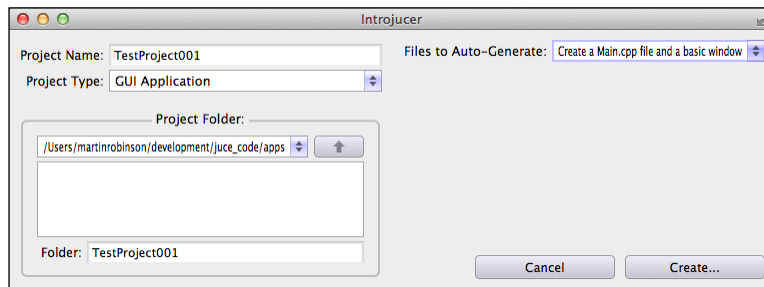 Introjucer
Project Name: TestProject001
Files to Auto-Generate: Create a Main.cpp file and a basic window
Project Type: GUI Application
Project Folder:
/Users/martinrobinson/development/juce_code/apps
Folder: TestProject001
Cancel
Create...